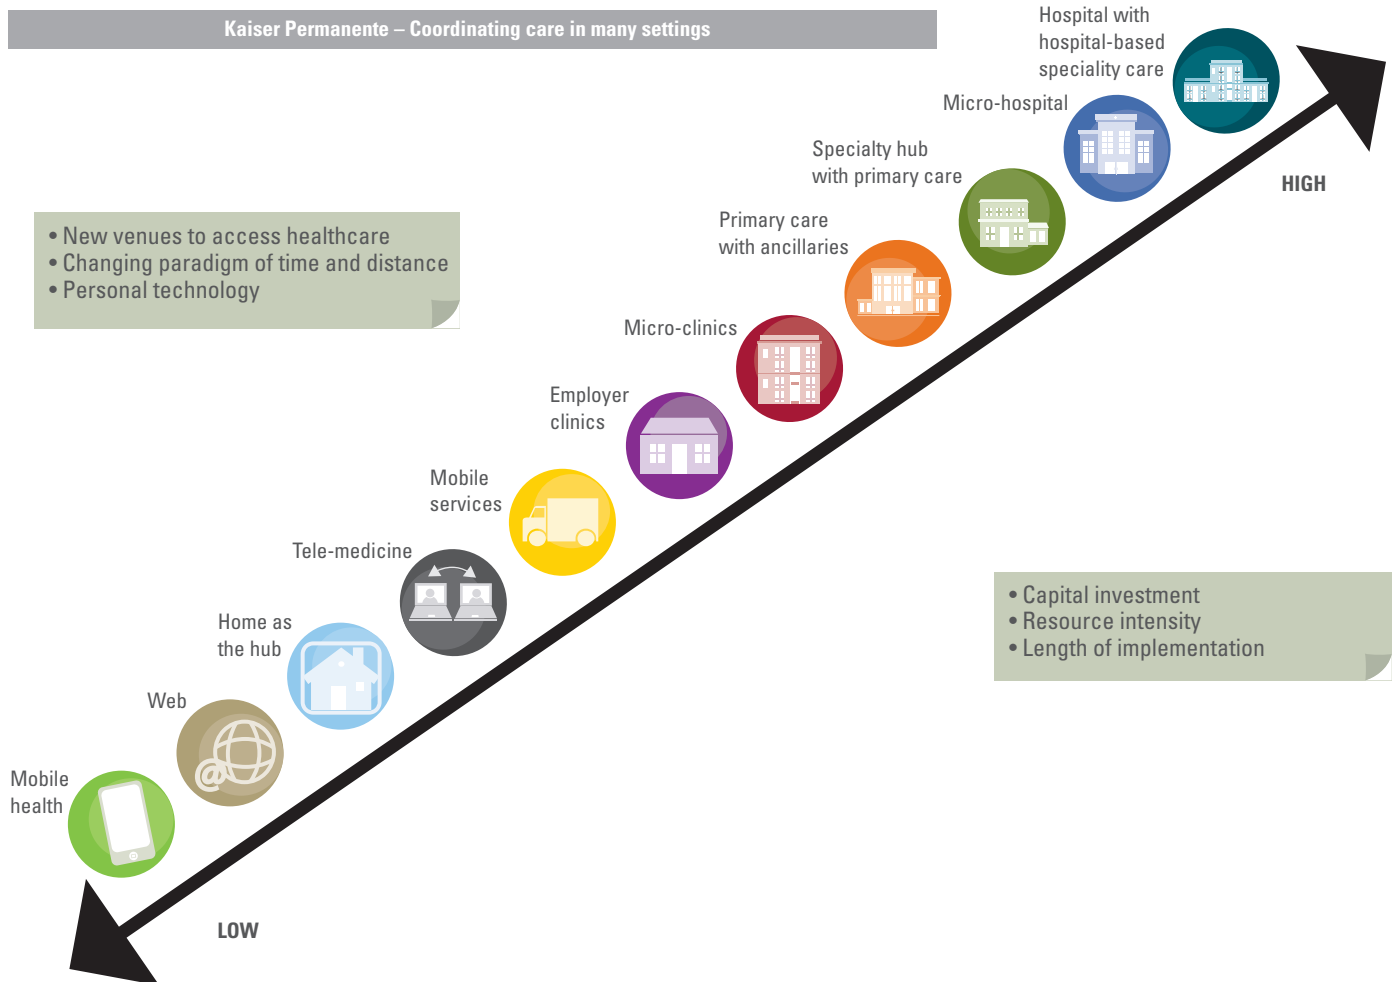 Kaiser Permanente – Coordinating care in many settings
Hospital with
hospital-based
speciality care
Micro-hospital
Specialty hub
with primary care
HIGH
• New venues to access healthcare
• Changing paradigm of time and distance
• Personal technology
Primary care
with ancillaries
Micro-clinics
Employer
clinics
Mobile
services
Tele-medicine
• Capital investment
• Resource intensity
• Length of implementation
Home as
the hub
Web
@
Mobile
health
LOW